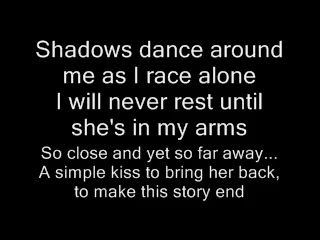 Shadows dance around
me as I race alone
I will never rest until
she's in my arms
So close and yet so far away...
A simple kiss to bring her back,
to make this story end